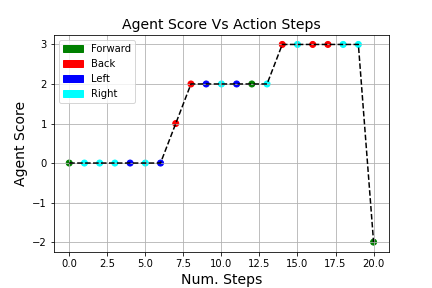 Agent Score Vs Action Steps
Forward
Back
Left
Right
Agent Score
3
2
1
0
−1
−2
0.0 2.5 5.0 7.5 10.0 12.5 15.0 17.5 20.0
Num. Steps